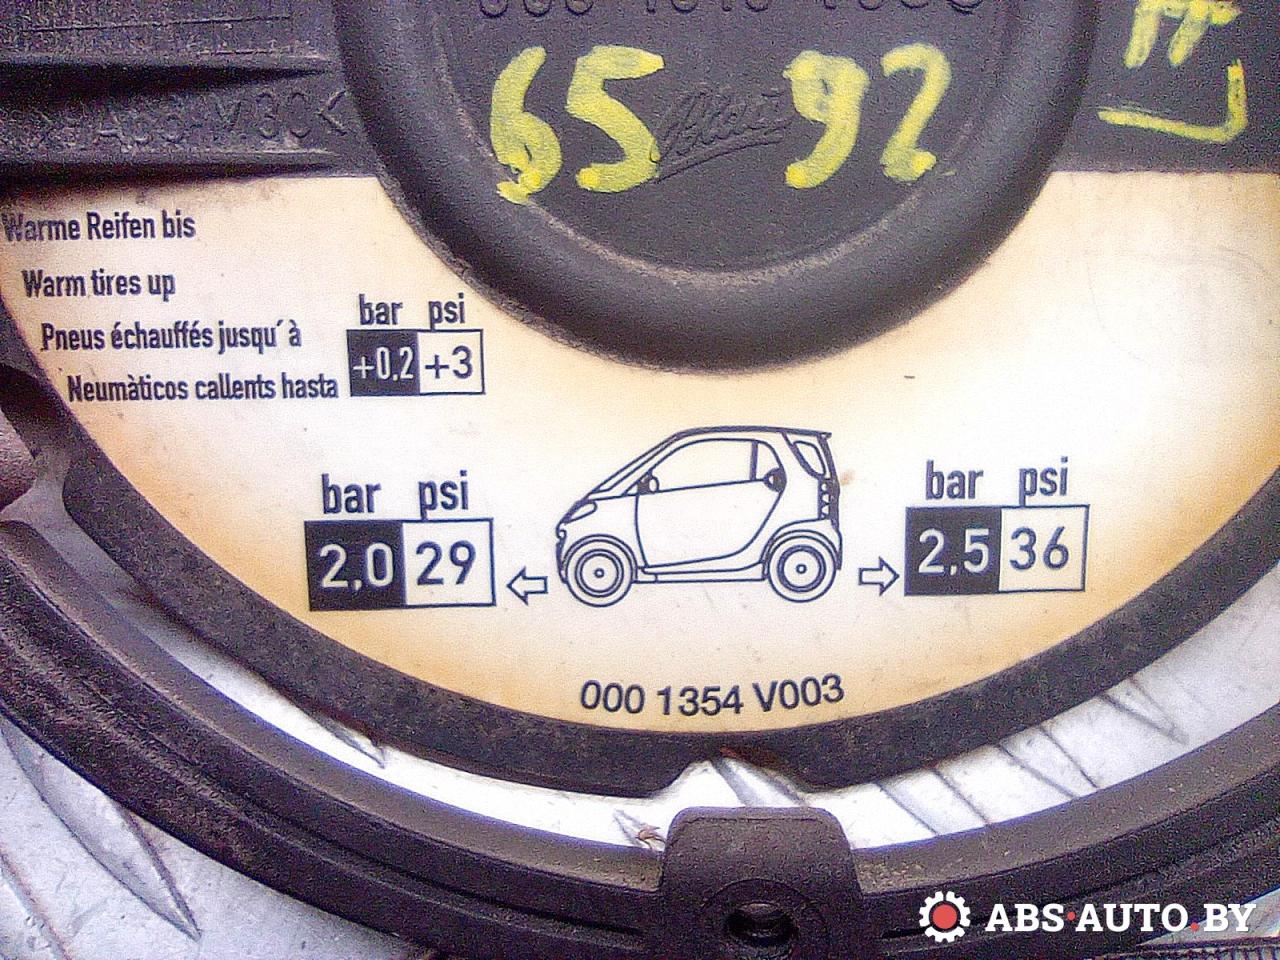 65 92
Warme Reifen bis
Warm tires up
Pneus échauffés jusqu´à
Neumàticos callents hasta
bar psi
+0,2 +3
bar psi
2,0 29
bar psi
2,5 36
000 1354 V003
ABS·AUTO.BY